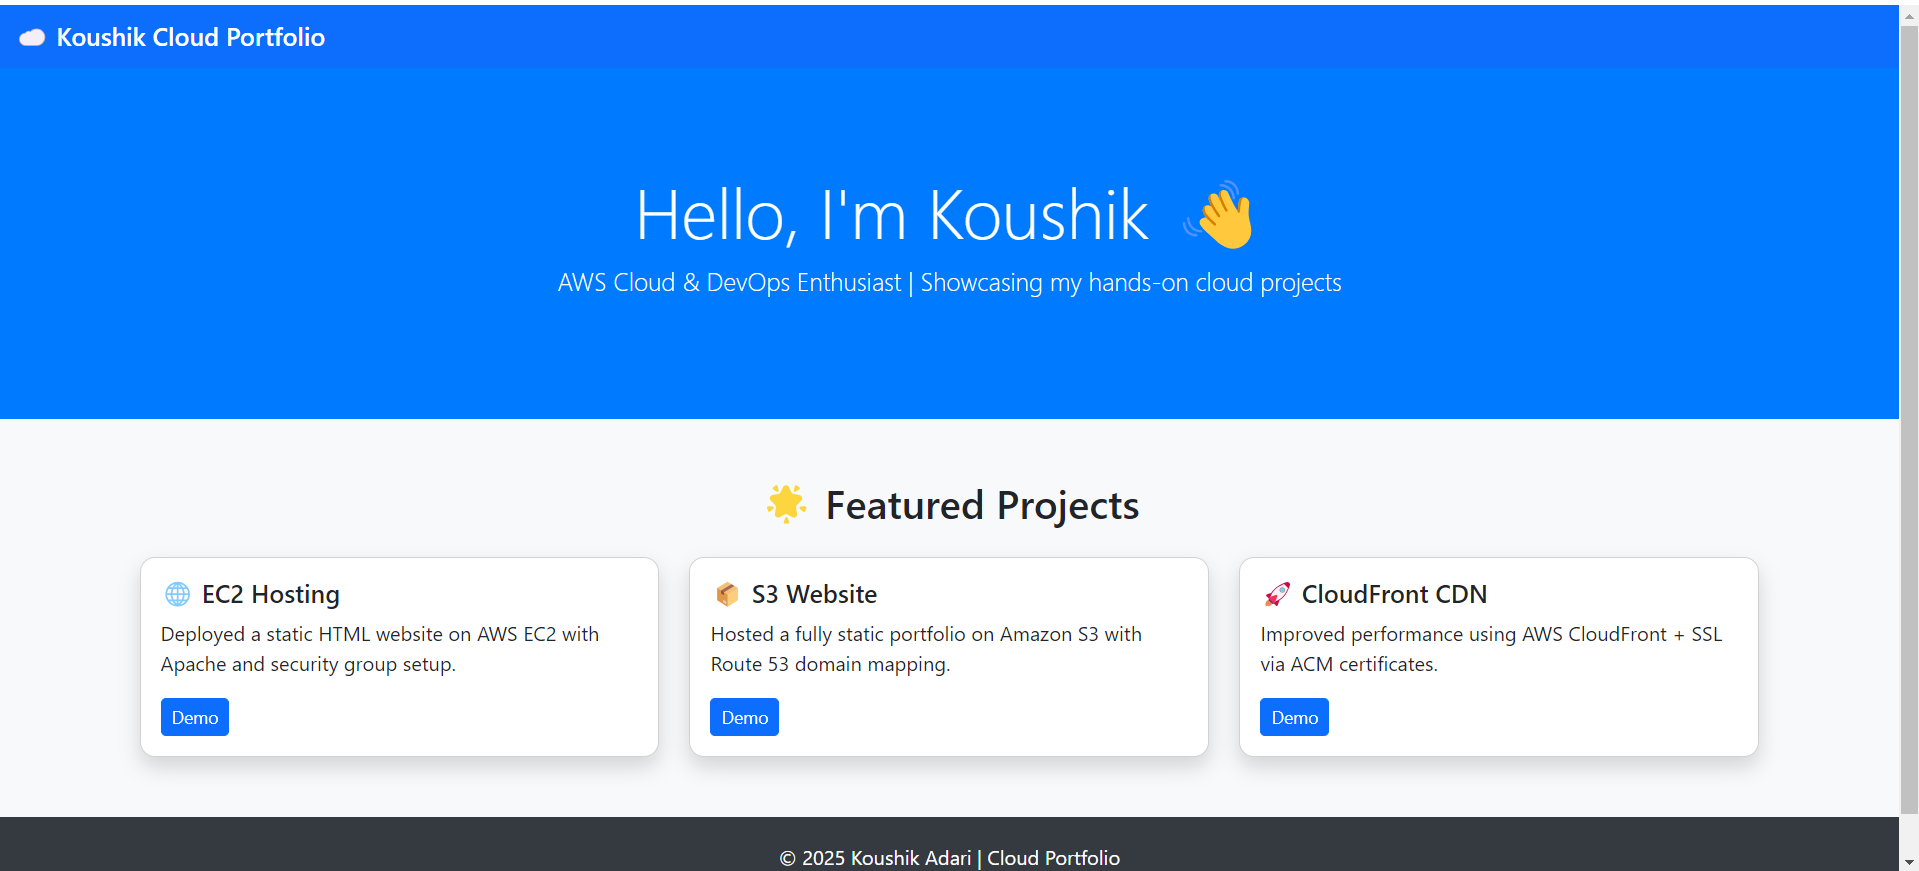 Koushik Cloud Portfolio
Hello, I'm Koushik 👋
AWS Cloud & DevOps Enthusiast | Showcasing my hands-on cloud projects
🌟 Featured Projects
🌐 EC2 Hosting
Deployed a static HTML website on AWS EC2 with
Apache and security group setup.
Demo
📦 S3 Website
Hosted a fully static portfolio on Amazon S3 with
Route 53 domain mapping.
Demo
🚀 CloudFront CDN
Improved performance using AWS CloudFront + SSL
via ACM certificates.
Demo
© 2025 Koushik Adari | Cloud Portfolio